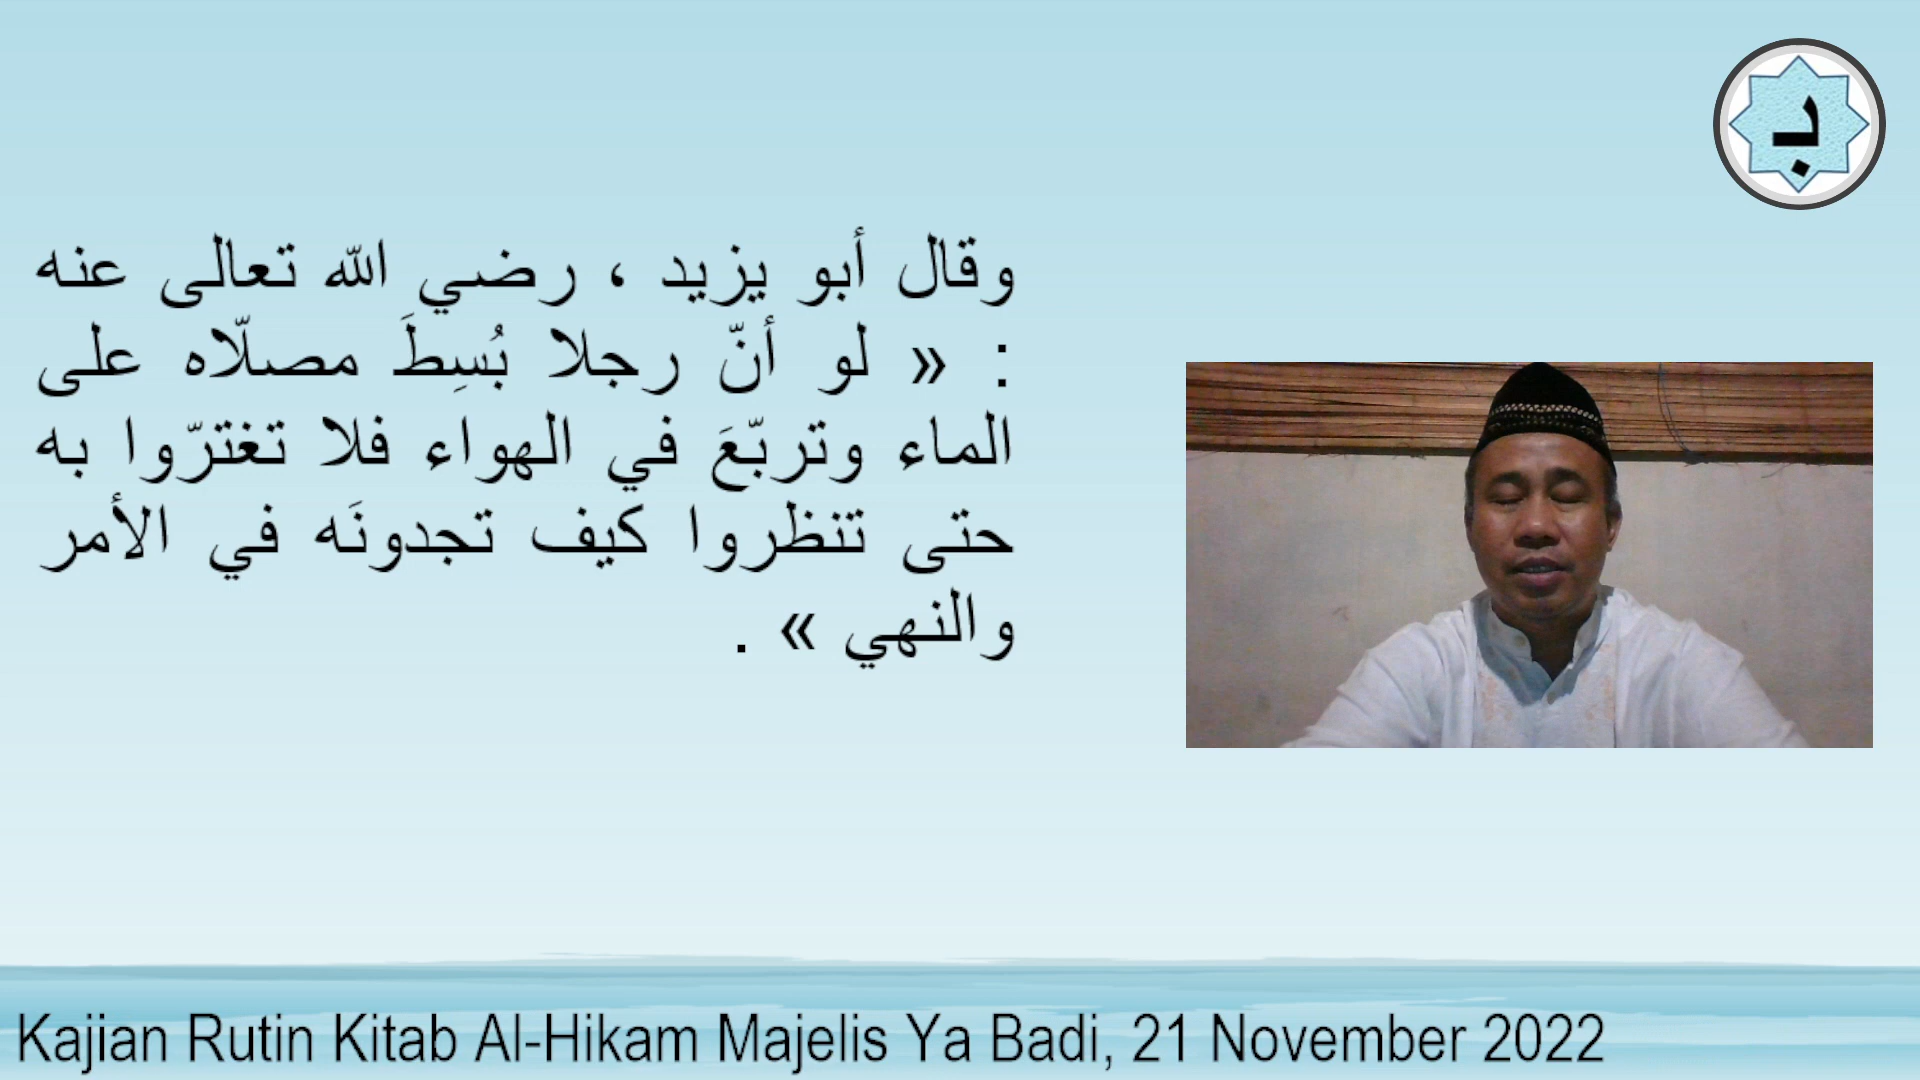 ب
وقال أبو يزيد ، رضي الله تعالى عنه
: « لو أنّ رجلا بُسِطَ مصلّاه على
الماء وتربّعَ في الهواء فلا تغترّوا به
حتى تنظروا كيف تجدونَه في الأمر
والنهي » .
Kajian Rutin Kitab Al-Hikam Majelis Ya Badi, 21 November 2022